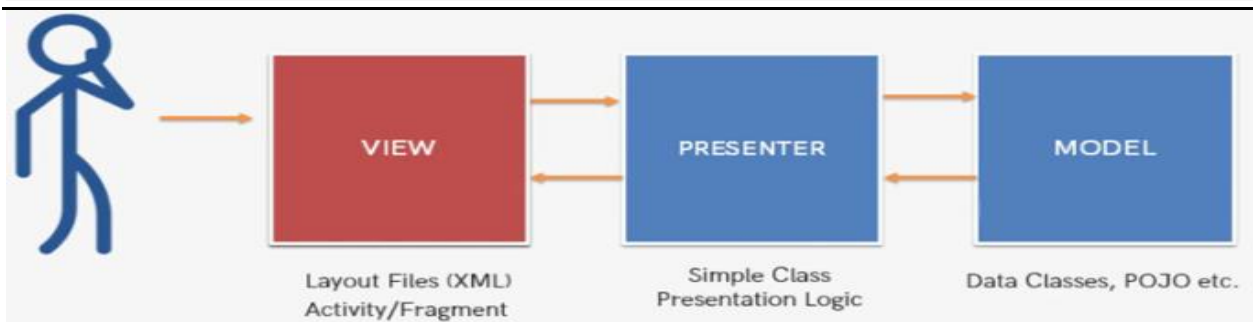 VIEW
PRESENTER
MODEL
Layout Files (XML)
Activity/Fragment
Simple Class
Presentation Logic
Data Classes, POJO etc.